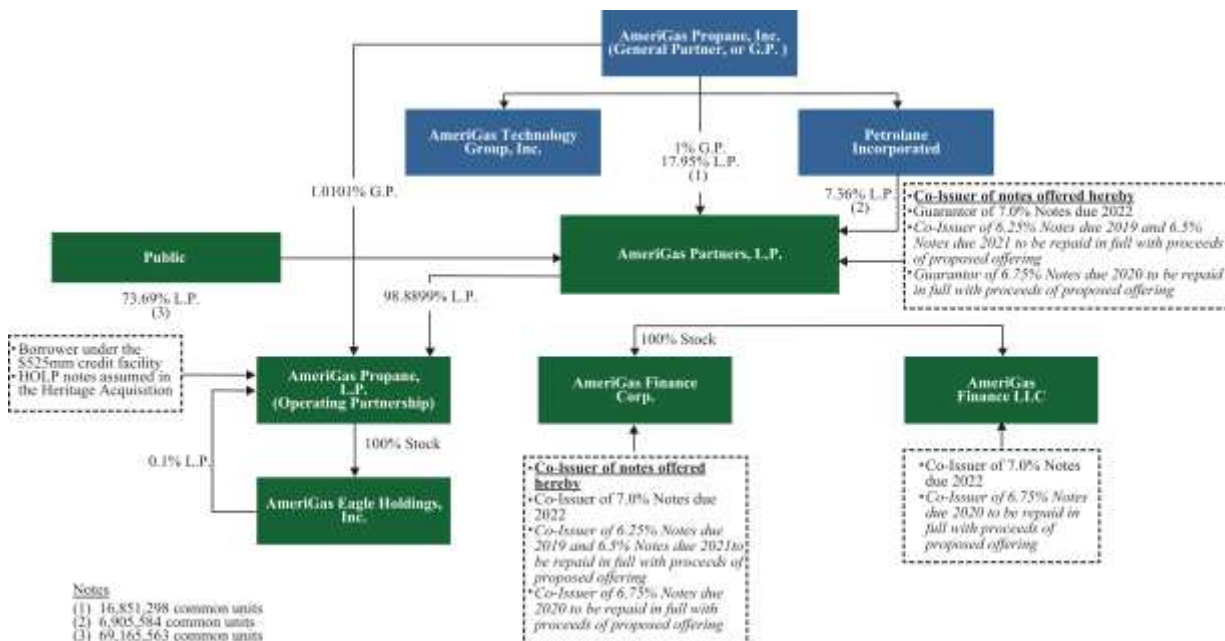 AmeriGas Propane, Inc.
(General Partner, or G.P. )
AmeriGas Technology
Group, Inc.
Petrolane
Incorporated
1% G.P.
17.95% L.P.
(1)
1.0101% G.P.
7.36% L.P.
(2)
Co-Issuer of notes offered hereby
•Guarantor of 7.0% Notes due 2022
•Co-Issuer of 6.25% Notes due 2019 and 6.5%
Notes due 2021 to be repaid in full with proceeds
of proposed offering
•Guarantor of 6.75% Notes due 2020 to be repaid
in full with proceeds of proposed offering
Public
AmeriGas Partners, L.P.
73.69% L.P.
(3)
98.8899% L.P.
100% Stock
• Borrower under the
$525mm credit facility
• HOLP notes assumed in
the Heritage Acquisition
AmeriGas Propane,
L.P.
(Operating Partnership)
AmeriGas Finance
Corp.
AmeriGas
Finance LLC
100% Stock
0.1% L.P.
AmeriGas Eagle Holdings,
Inc.
•Co-Issuer of notes offered
hereby
•Co-Issuer of 7.0% Notes due
2022
•Co-Issuer of 6.25% Notes due
2019 and 6.5% Notes due 2021to
be repaid in full with proceeds of
proposed offering
•Co-Issuer of 6.75% Notes due
2020 to be repaid in full with
proceeds of proposed offering
•Co-Issuer of 7.0% Notes
due 2022
•Co-Issuer of 6.75% Notes
due 2020 to be repaid in
full with proceeds of
proposed offering
Notes
(1) 16,851,298 common units
(2) 6,905,584 common units
(3) 69,165,563 common units